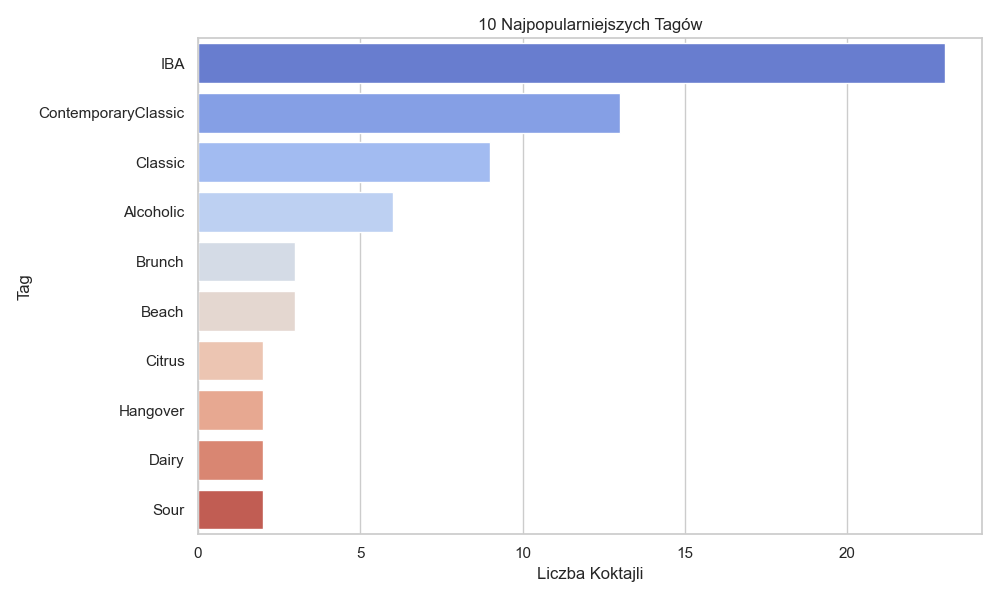 10 Najpopularniejszych Tagów
IBA
ContemporaryClassic
Classic
Alcoholic
Brunch
Beach
Citrus
Hangover
Dairy
Sour
Tag
0 5 10 15 20
Liczba Koktajli